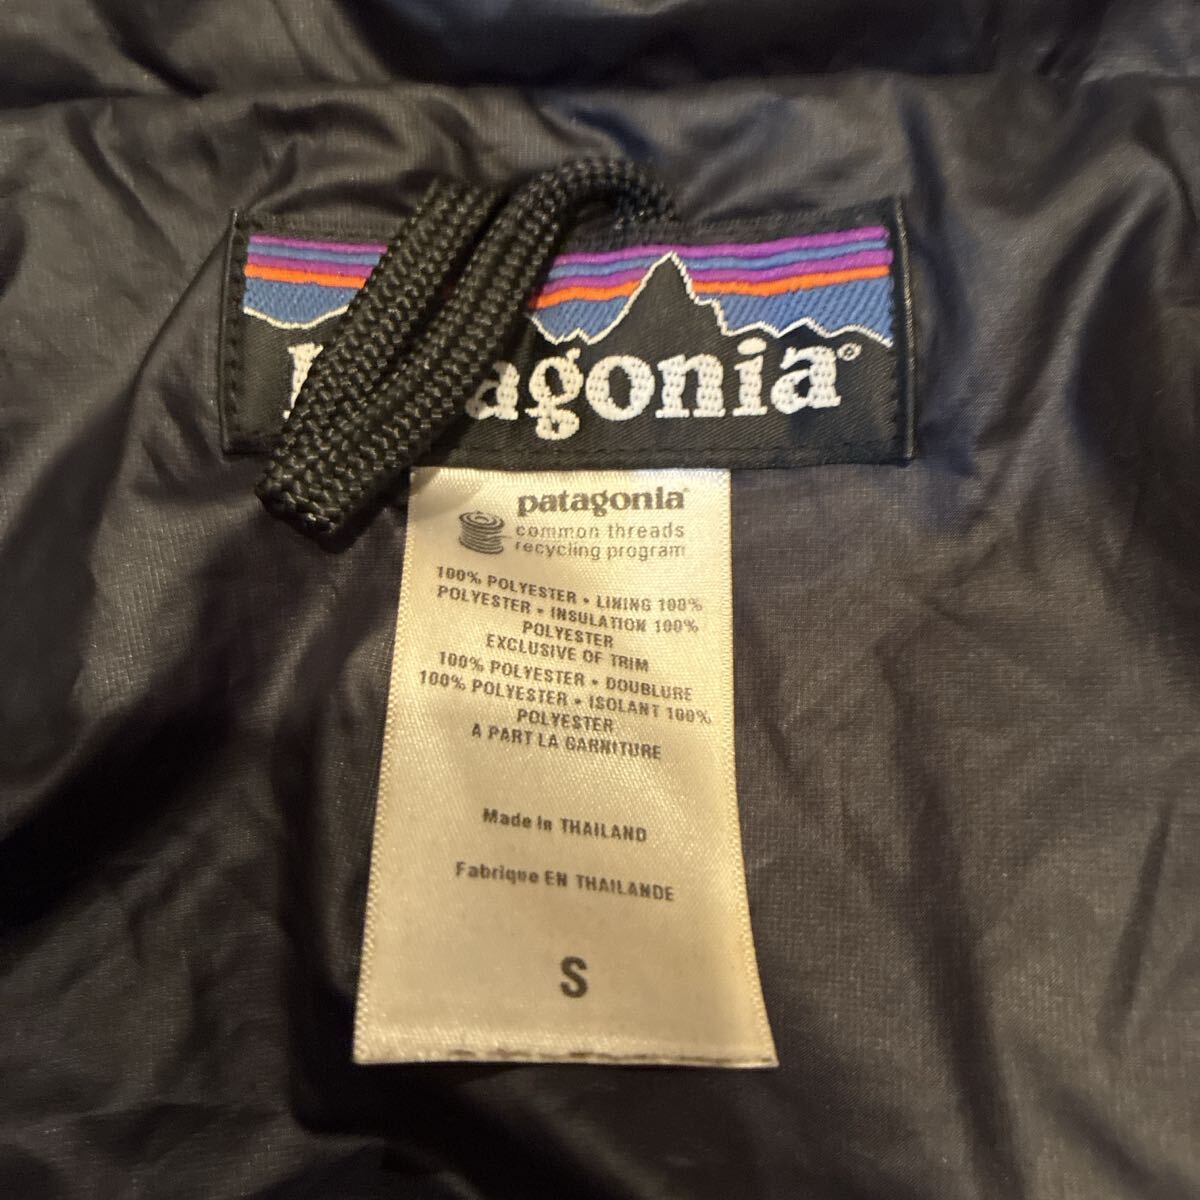 patagonia®
patagonia®
common threads
recycling program
100% POLYESTER • LINING 100%
POLYESTER • INSULATION 100%
POLYESTER
EXCLUSIVE OF TRIM
100% POLYESTER • DOUBLURE
100% POLYESTER • ISOLANT 100%
POLYESTER
A PART LA GARNITURE
Made in THAILAND
Fabrique EN THAILANDE
S